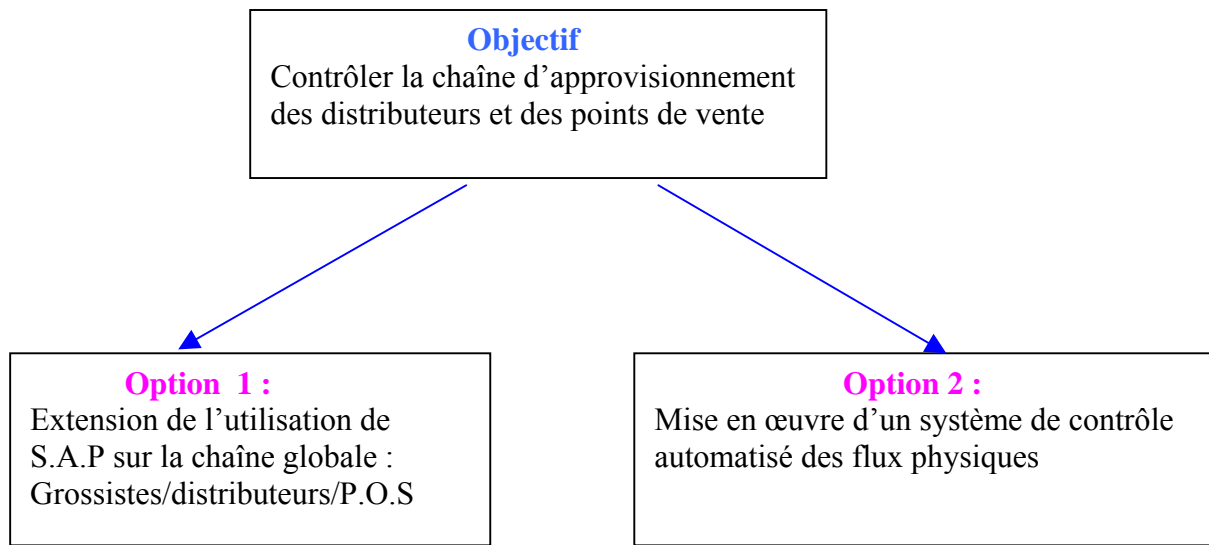 Objectif
Contrôler la chaîne d’approvisionnement
des distributeurs et des points de vente
Option 1 :
Extension de l’utilisation de
S.A.P sur la chaîne globale :
Grossistes/distributeurs/P.O.S
Option 2 :
Mise en œuvre d’un système de contrôle
automatisé des flux physiques